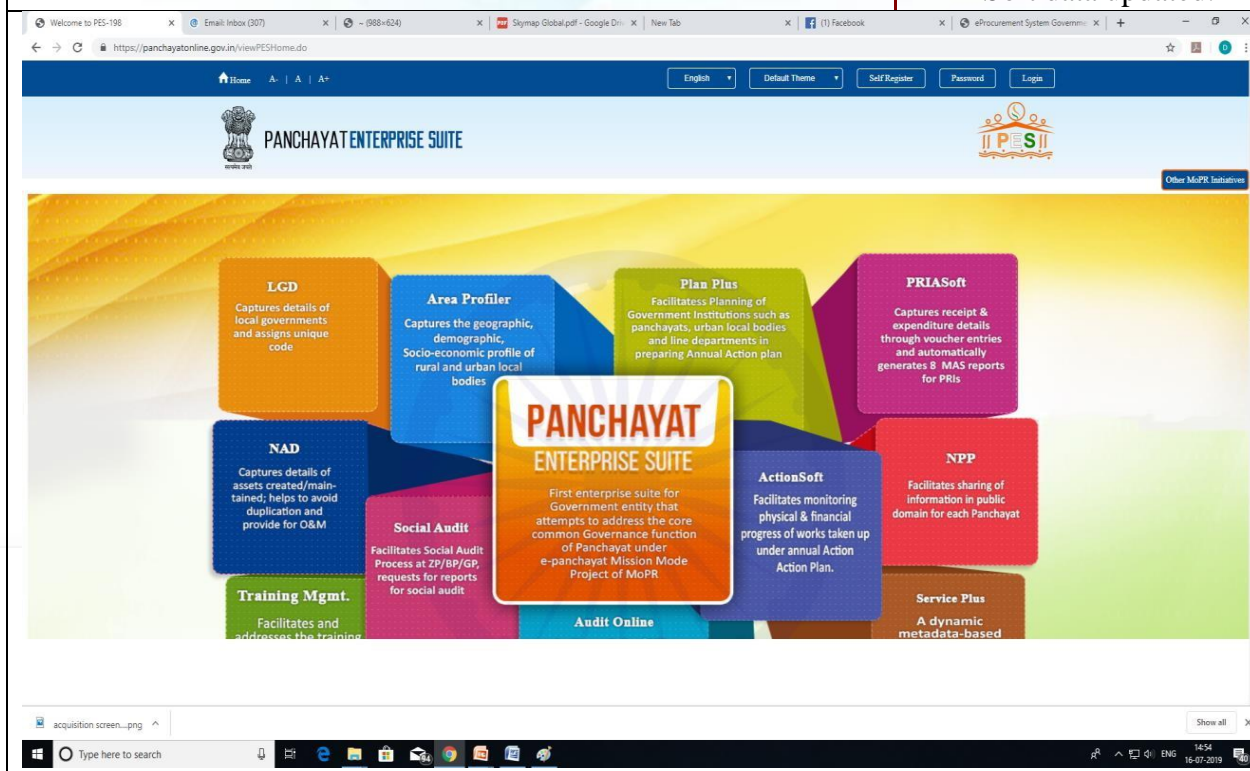 Soft data updated.
Welcome to PES-198
Email: Inbox (307)
~ (988×624)
Skymap Global.pdf - Google Dri
New Tab
(1) Facebook
eProcurement System Governme
https://panchayatonline.gov.in/viewPESHome.do
Home A- | A | A+
English
Default Theme
Self Register
Password
Login
सत्यमेव जयते
PANCHAYAT ENTERPRISE SUITE
PES
Other MoPR Initiatives
LGD
Captures details of
local governments
and assigns unique
code
Area Profiler
Captures the geographic,
demographic,
Socio-economic profile of
rural and urban local
bodies
Plan Plus
Facilitatess Planning of
Government Institutions such as
panchayats, urban local bodies
and line departments in
preparing Annual Action plan
PRIASoft
Captures receipt &
expenditure details
through voucher entries
and automatically
generates 8 MAS reports
for PRIs
NAD
Captures details of
assets created/main-
tained; helps to avoid
duplication and
provide for O&M
Social Audit
Facilitates Social Audit
Process at ZP/BP/GP,
requests for reports
for social audit
PANCHAYAT
ENTERPRISE SUITE
First enterprise suite for
Government entity that
attempts to address the core
common Governance function
of Panchayat under
e-panchayat Mission Mode
Project of MoPR
ActionSoft
Facilitates monitoring
physical & financial
progress of works taken up
under annual Action
Action Plan.
NPP
Facilitates sharing of
information in public
domain for each Panchayat
Training Mgmt.
Facilitates and
addresses the training
Audit Online
Service Plus
A dynamic
metadata-based
acquisition screen....png
Show all
Type here to search
94
ENG
14:54
16-07-2019
40